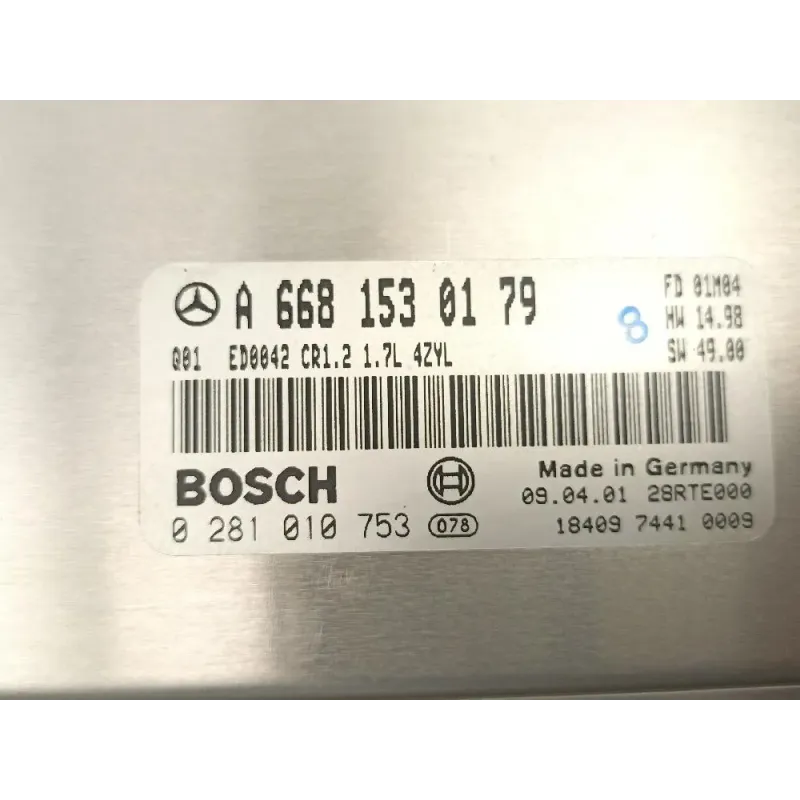 A 668 153 01 79
FD 01M04
8
HW 14.98
Q01 ED0042 CR1.2 1.7L 4ZYL
SW 49.00
BOSCH
Made in Germany
09.04.01 28RTE000
0 281 010 753 078
18409 7441 0009